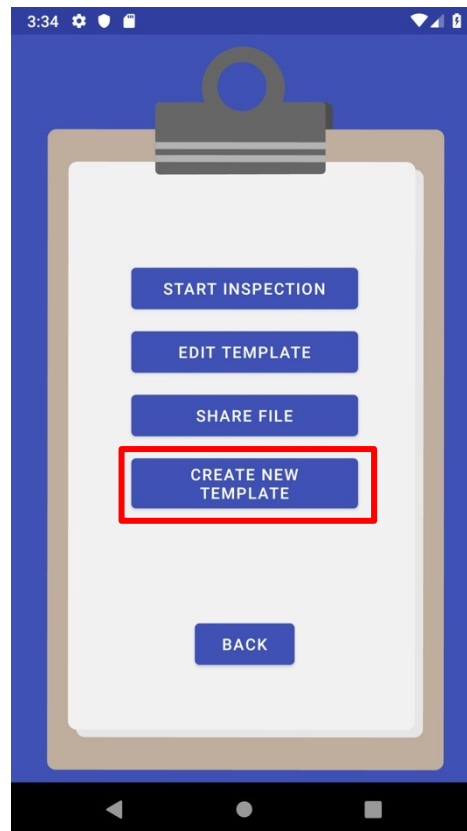 3:34
START INSPECTION
EDIT TEMPLATE
SHARE FILE
CREATE NEW
TEMPLATE
BACK